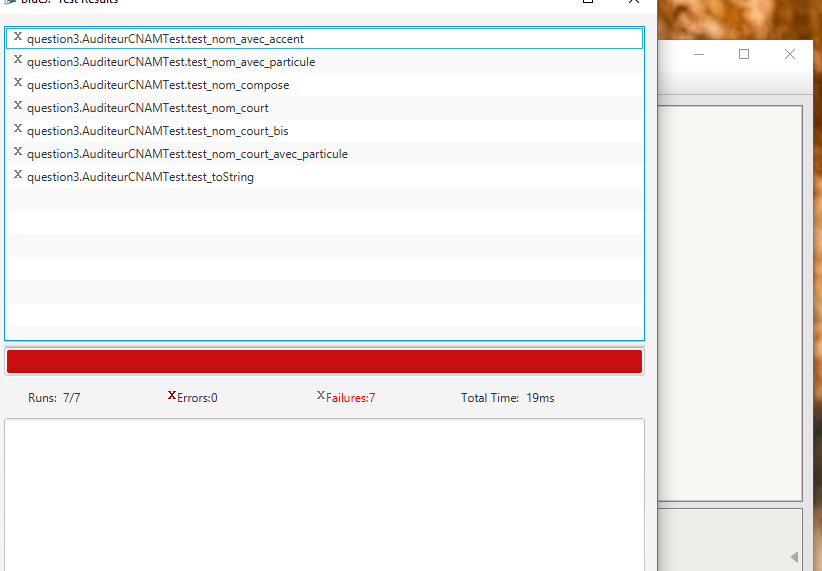 BlueJ: Test Results
question3.AuditeurCNAMTest.test_nom_avec_accent
question3.AuditeurCNAMTest.test_nom_avec_particule
question3.AuditeurCNAMTest.test_nom_compose
question3.AuditeurCNAMTest.test_nom_court
question3.AuditeurCNAMTest.test_nom_court_bis
question3.AuditeurCNAMTest.test_nom_court_avec_particule
question3.AuditeurCNAMTest.test_toString
Runs: 7/7 Errors:0 Failures:7 Total Time: 19ms